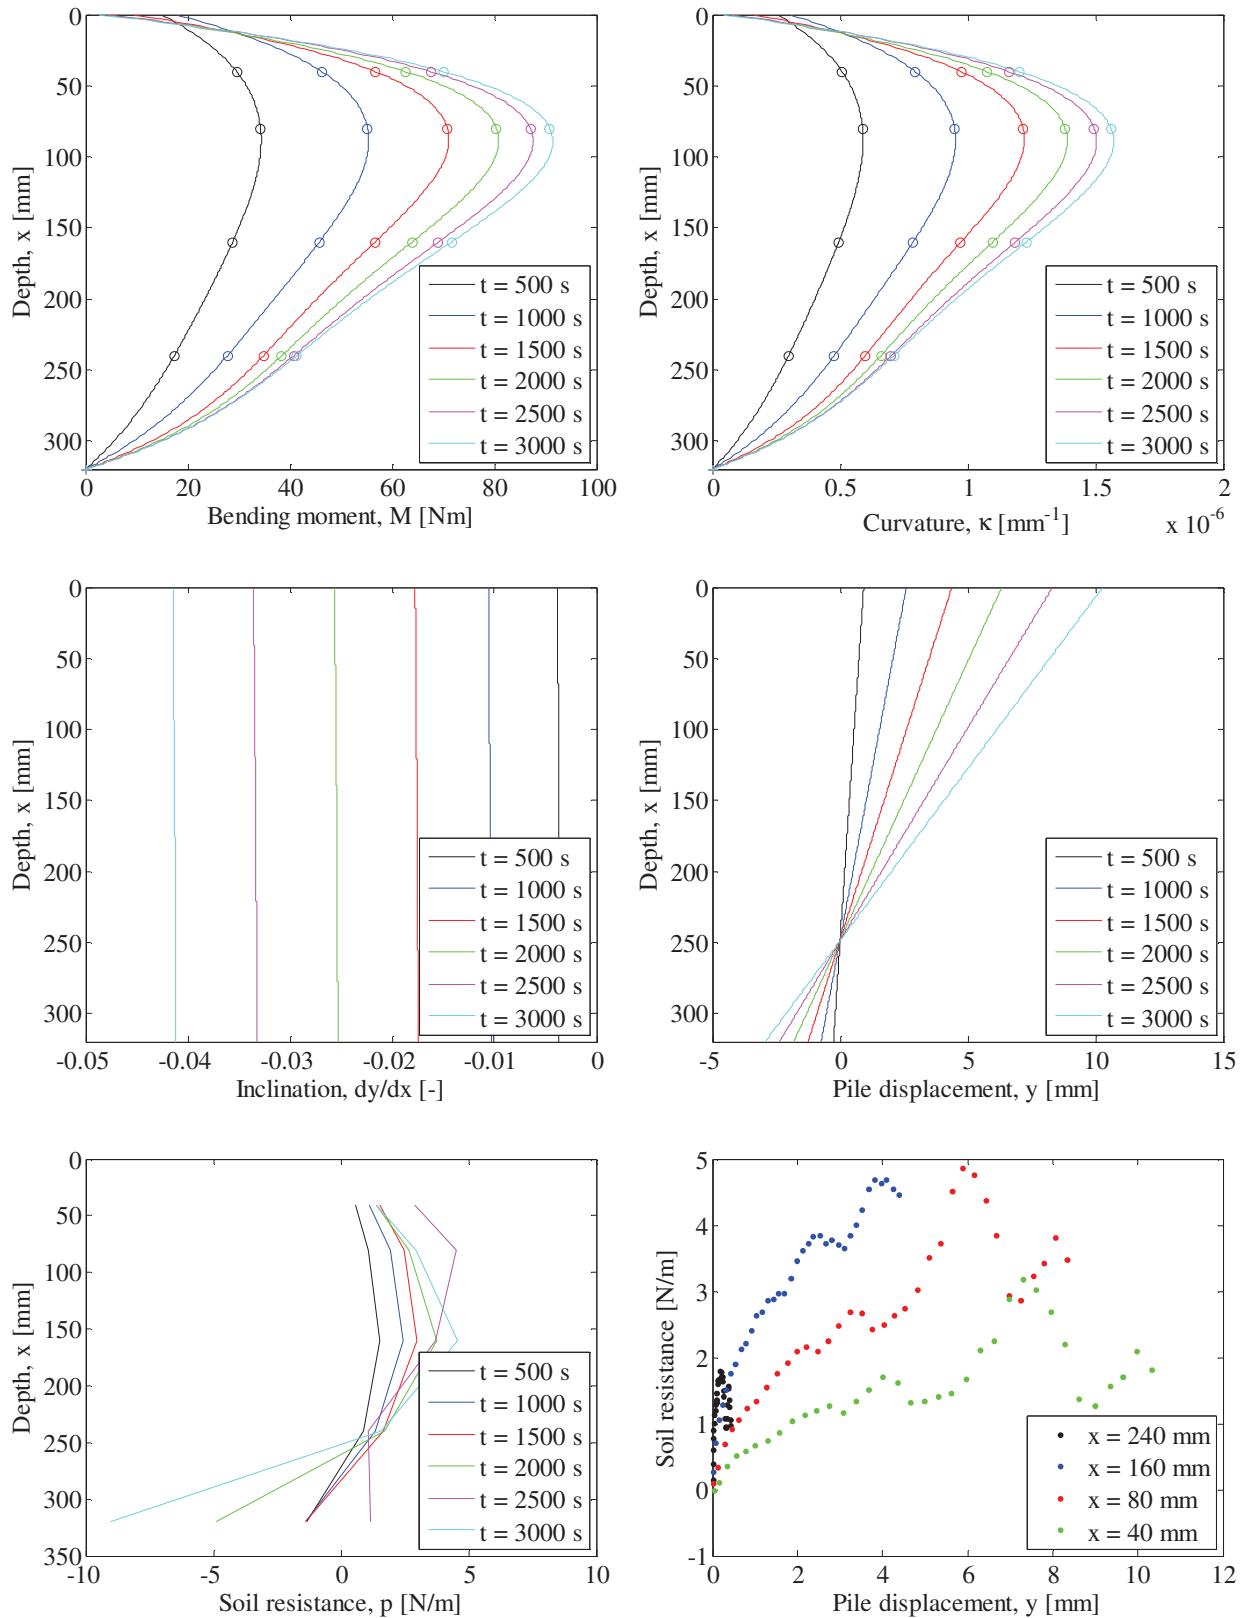 0
50
100
150
200
250
300
Depth, x [mm]
0 20 40 60 80 100
Bending moment, M [Nm]
t = 500 s
t = 1000 s
t = 1500 s
t = 2000 s
t = 2500 s
t = 3000 s
0
50
100
150
200
250
300
Depth, x [mm]
0 0.5 1 1.5 2
Curvature, κ [mm⁻¹]
x 10⁻⁶
t = 500 s
t = 1000 s
t = 1500 s
t = 2000 s
t = 2500 s
t = 3000 s
0
50
100
150
200
250
300
Depth, x [mm]
-0.05 -0.04 -0.03 -0.02 -0.01 0
Inclination, dy/dx [-]
t = 500 s
t = 1000 s
t = 1500 s
t = 2000 s
t = 2500 s
t = 3000 s
0
50
100
150
200
250
300
Depth, x [mm]
-5 0 5 10 15
Pile displacement, y [mm]
t = 500 s
t = 1000 s
t = 1500 s
t = 2000 s
t = 2500 s
t = 3000 s
0
50
100
150
200
250
300
350
Depth, x [mm]
-10 -5 0 5 10
Soil resistance, p [N/m]
t = 500 s
t = 1000 s
t = 1500 s
t = 2000 s
t = 2500 s
t = 3000 s
5
4
3
2
1
0
-1
Soil resistance [N/m]
0 2 4 6 8 10 12
Pile displacement, y [mm]
x = 240 mm
x = 160 mm
x = 80 mm
x = 40 mm